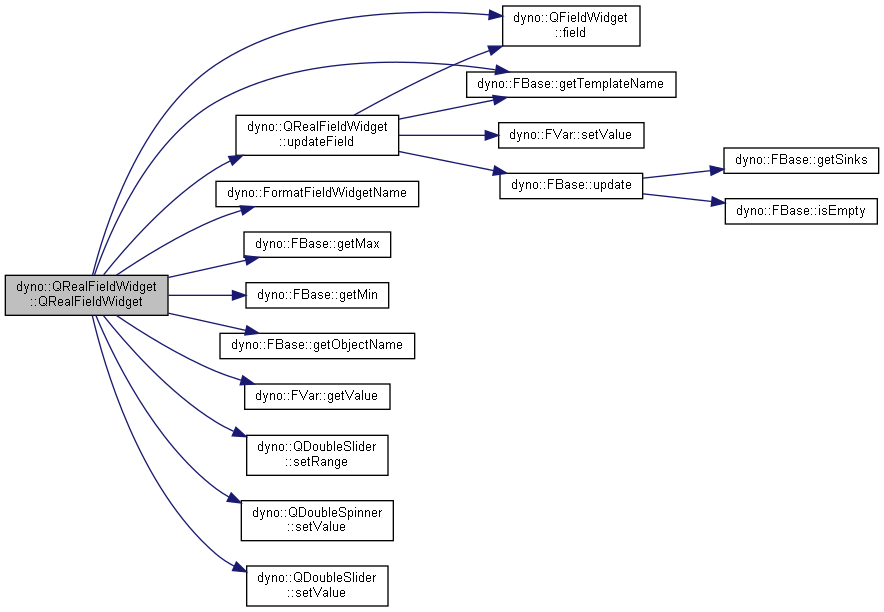 dyno::QRealFieldWidget
::QRealFieldWidget
dyno::QFieldWidget
::field
dyno::FBase::getTemplateName
dyno::QRealFieldWidget
::updateField
dyno::FVar::setValue
dyno::FBase::update
dyno::FBase::getSinks
dyno::FBase::isEmpty
dyno::FormatFieldWidgetName
dyno::FBase::getMax
dyno::FBase::getMin
dyno::FBase::getObjectName
dyno::FVar::getValue
dyno::QDoubleSlider
::setRange
dyno::QDoubleSpinner
::setValue
dyno::QDoubleSlider
::setValue